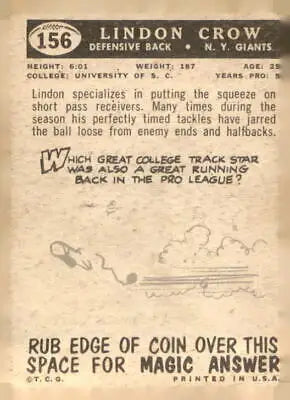 156
LINDON CROW
DEFENSIVE BACK • N. Y. GIANTS
HEIGHT: 6:01 WEIGHT: 187 AGE: 25
COLLEGE: UNIVERSITY OF S. C. YEARS PRO: 5
Lindon specializes in putting the squeeze on
short pass receivers. Many times during the
season his perfectly timed tackles have jarred
the ball loose from enemy ends and halfbacks.
WHICH GREAT COLLEGE TRACK STAR
WAS ALSO A GREAT RUNNING
BACK IN THE PRO LEAGUE?
RUB EDGE OF COIN OVER THIS
SPACE FOR MAGIC ANSWER
©T.C.G. PRINTED IN U.S.A.